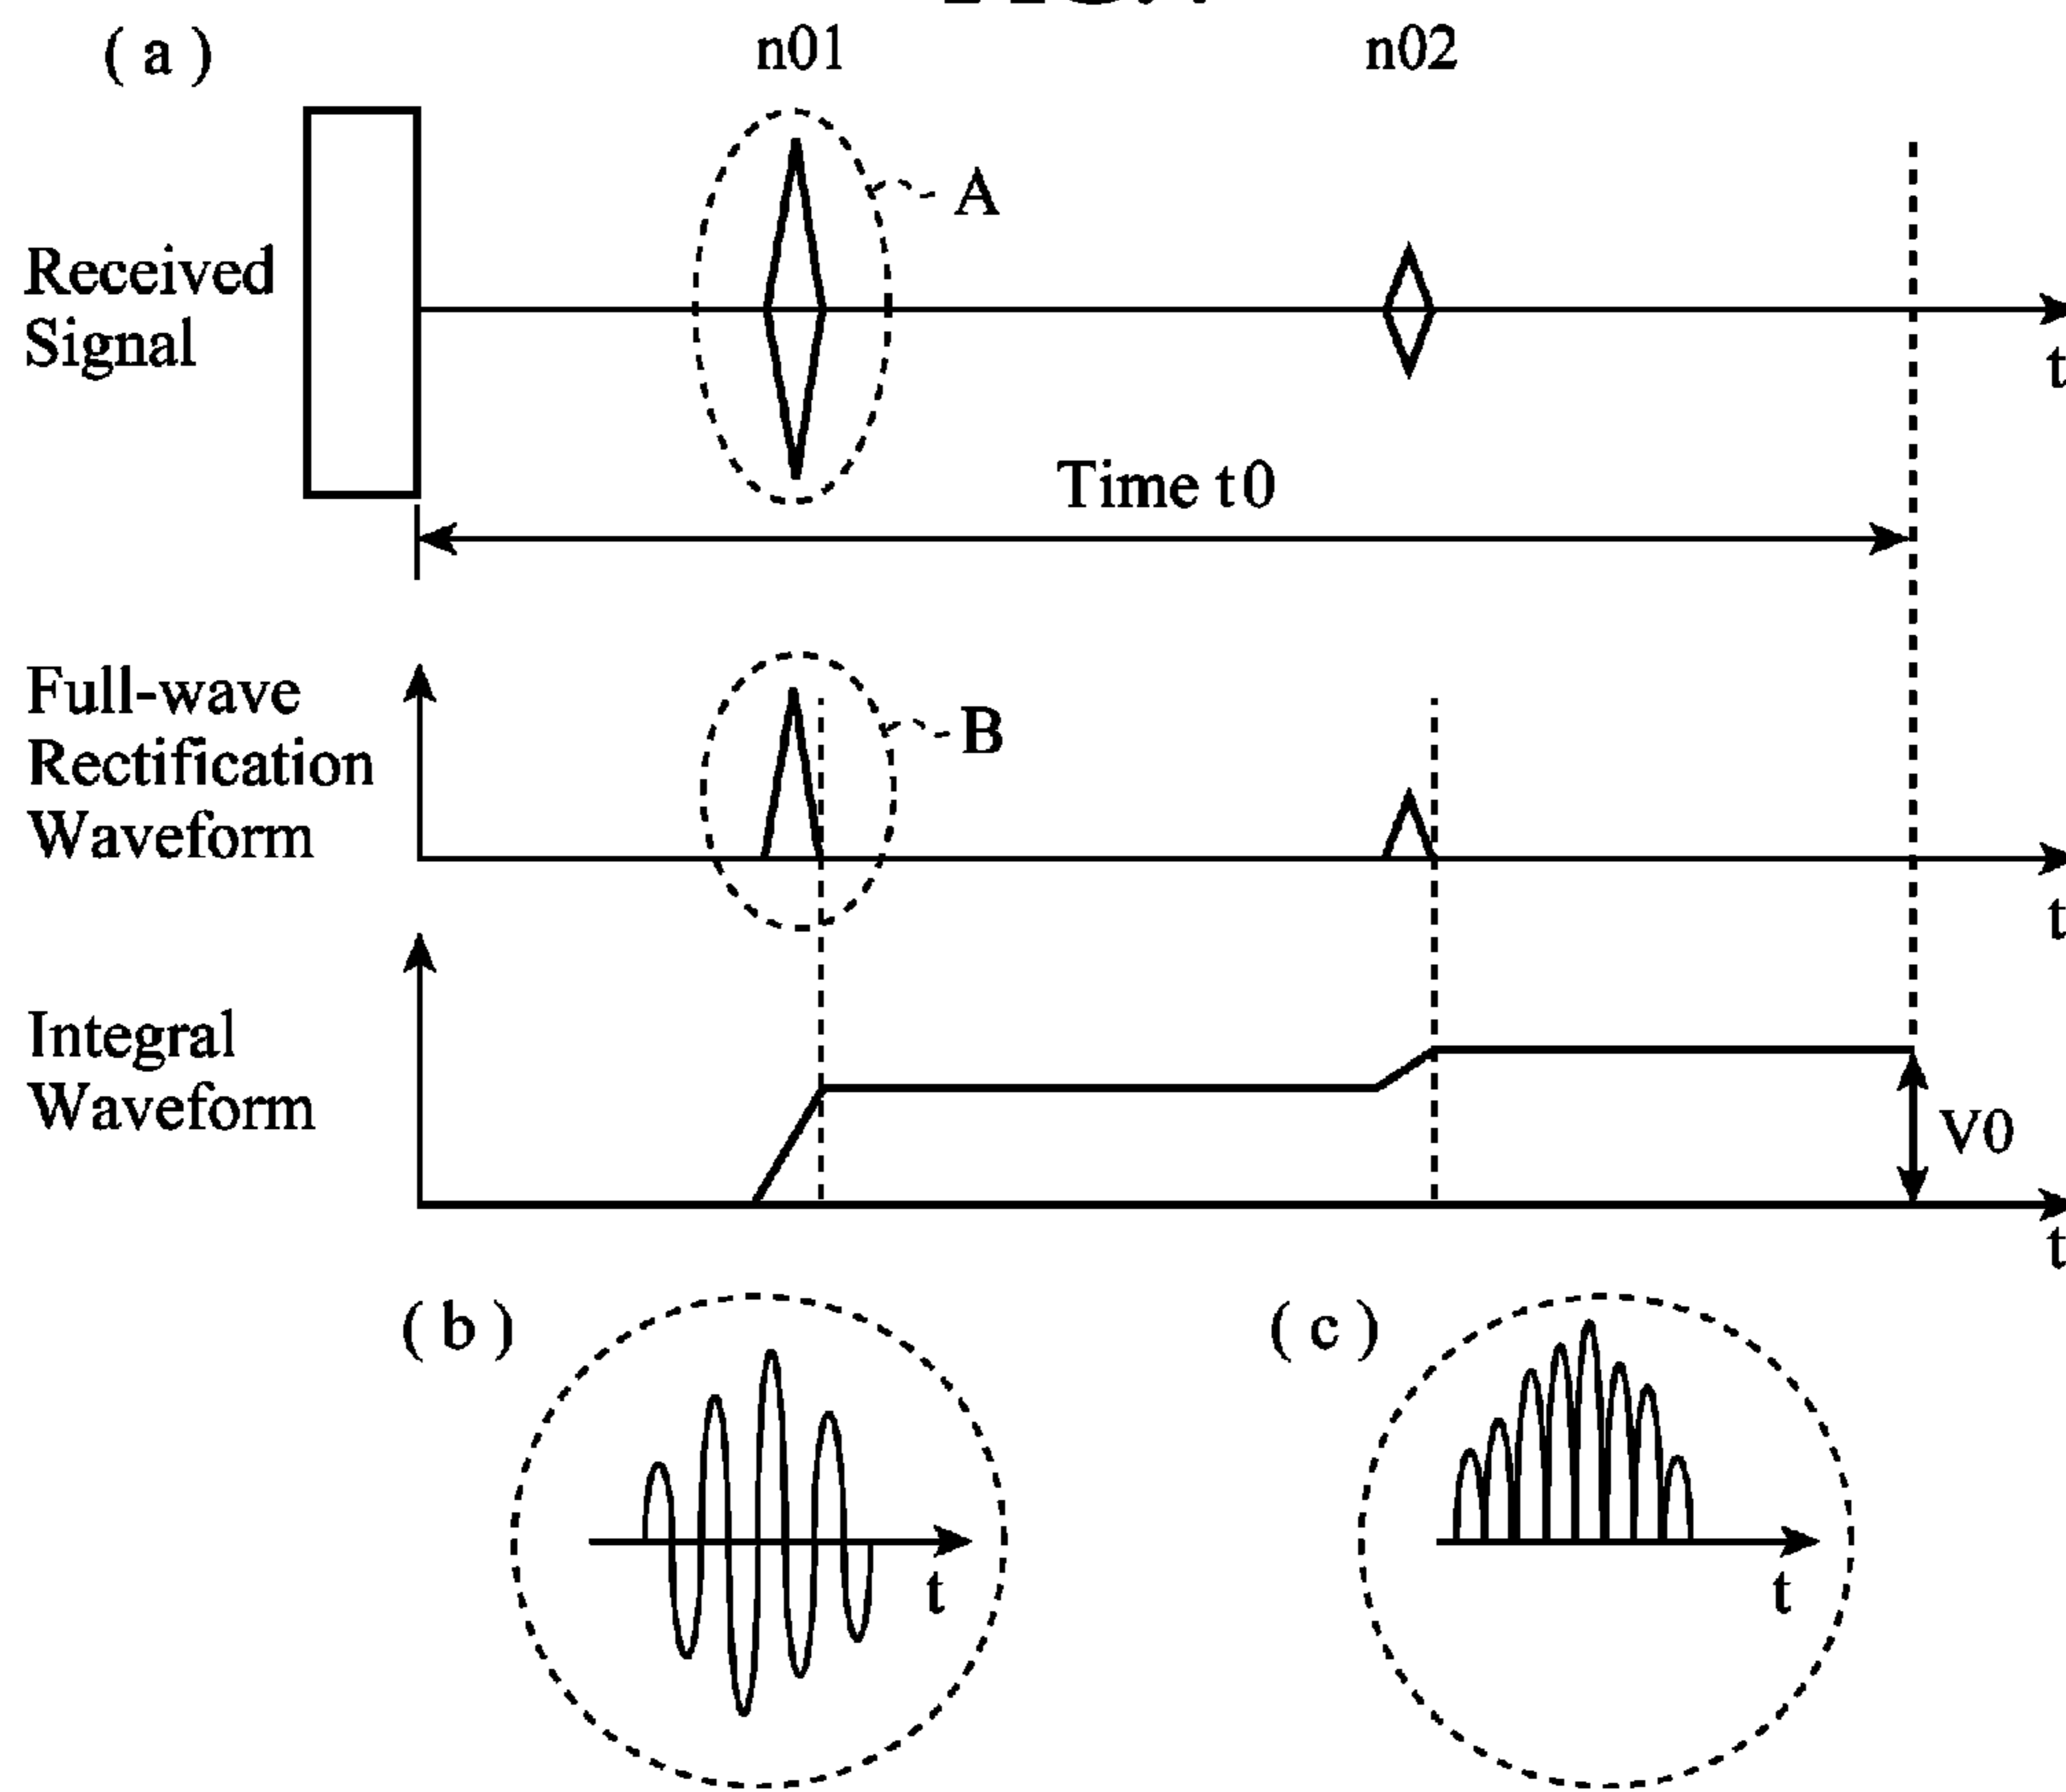 ( a )
n01
n02
A
Received
Signal
t
Time t0
Full-wave
Rectification
Waveform
B
t
Integral
Waveform
V0
t
( b )
( c )
t
t